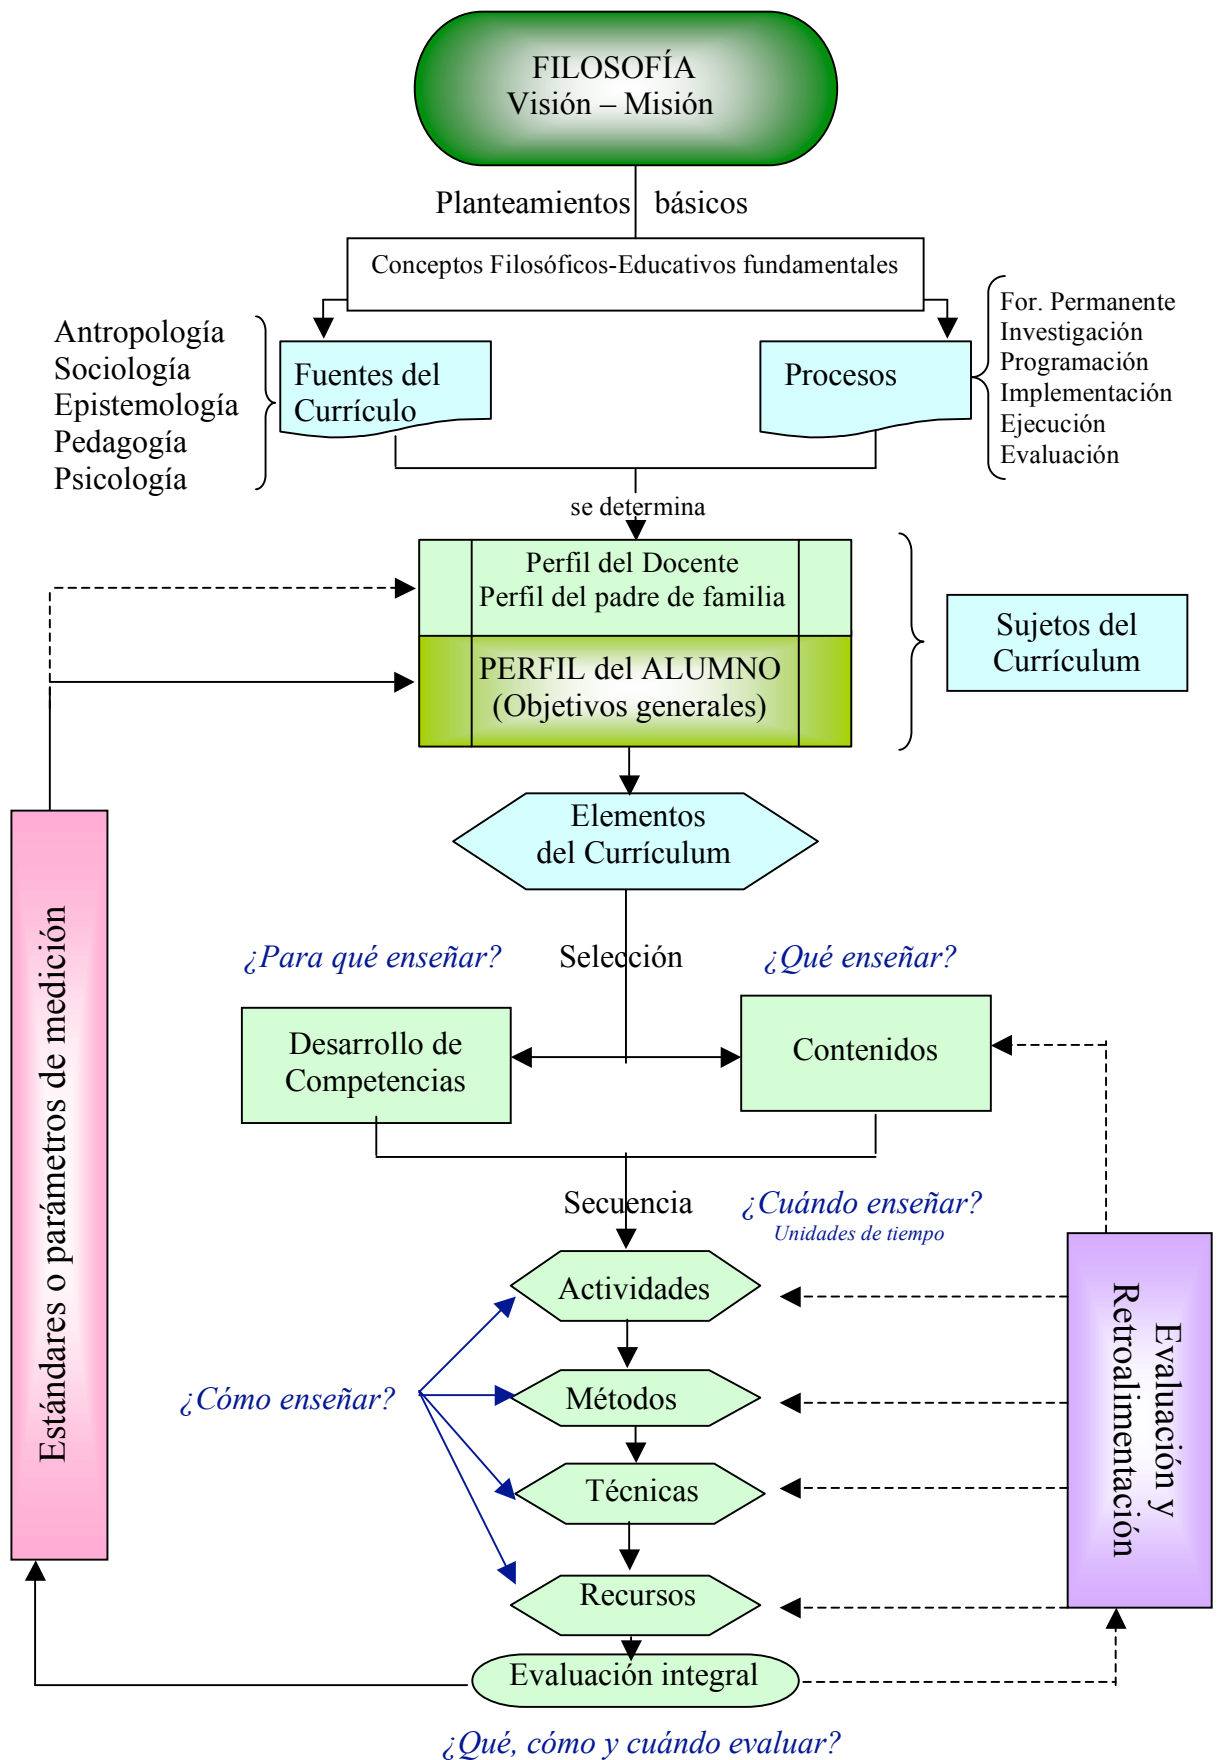 FILOSOFÍA
Visión – Misión
Planteamientos básicos
Conceptos Filosóficos-Educativos fundamentales
Antropología
Sociología
Epistemología
Pedagogía
Psicología
Fuentes del
Currículo
Procesos
For. Permanente
Investigación
Programación
Implementación
Ejecución
Evaluación
se determina
Perfil del Docente
Perfil del padre de familia
PERFIL del ALUMNO
(Objetivos generales)
Sujetos del
Currículum
Elementos
del Currículum
¿Para qué enseñar?
Selección
¿Qué enseñar?
Desarrollo de
Competencias
Contenidos
Secuencia
¿Cuándo enseñar?
Unidades de tiempo
Actividades
¿Cómo enseñar?
Métodos
Técnicas
Recursos
Evaluación integral
¿Qué, cómo y cuándo evaluar?
Estándares o parámetros de medición
Evaluación y
Retroalimentación